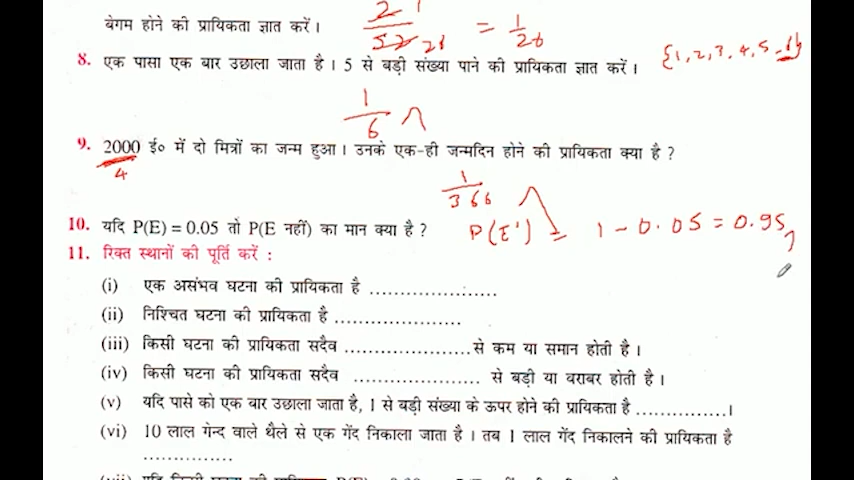 बेगम होने की प्रायिकता ज्ञात करें। 2/52 1 26 = 1/26
8. एक पासा एक बार उछाला जाता है। 5 से बड़ी संख्या पाने की प्रायिकता ज्ञात करें। {1, 2, 3, 4, 5, 6}
1/6
9. 2000 ई० में दो मित्रों का जन्म हुआ। उनके एक-ही जन्मदिन होने की प्रायिकता क्या है ?
4
1/366
10. यदि P(E) = 0.05 तो P(E नहीं) का मान क्या है ? P(E') = 1 - 0.05 = 0.95
11. रिक्त स्थानों की पूर्ति करें :
(i) एक असंभव घटना की प्रायिकता है .....................
(ii) निश्चित घटना की प्रायिकता है .....................
(iii) किसी घटना की प्रायिकता सदैव .....................से कम या समान होती है।
(iv) किसी घटना की प्रायिकता सदैव ..................... से बड़ी या बराबर होती है।
(v) यदि पासे को एक बार उछाला जाता है, 1 से बड़ी संख्या के ऊपर होने की प्रायिकता है ...............।
(vi) 10 लाल गेन्द वाले थैले से एक गेंद निकाला जाता है। तब 1 लाल गेंद निकालने की प्रायिकता है
...............